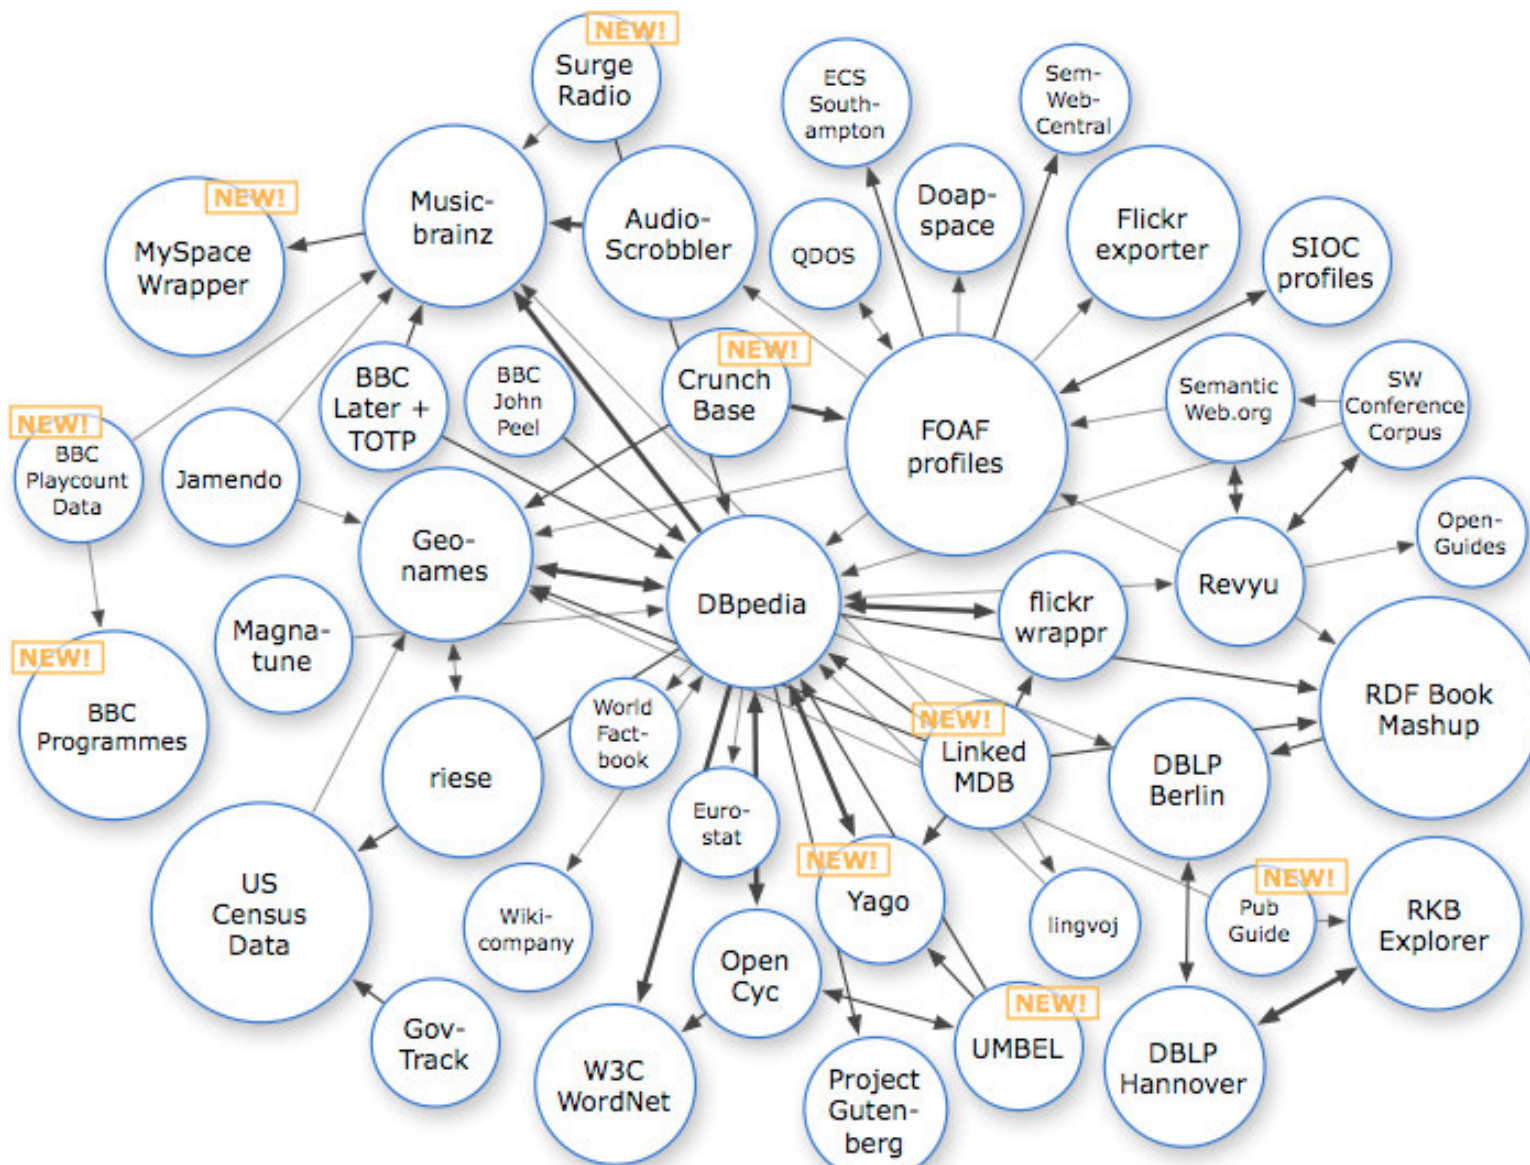 NEW!
Surge
Radio
ECS
South-
ampton
Sem-
Web-
Central
NEW!
MySpace
Wrapper
Music-
brainz
Audio-
Scrobbler
QDOS
Doap-
space
Flickr
exporter
SIOC
profiles
NEW!
BBC
Playcount
Data
Jamendo
BBC
Later +
TOTP
BBC
John
Peel
NEW!
Crunch
Base
FOAF
profiles
Semantic
Web.org
SW
Conference
Corpus
Open-
Guides
Geo-
names
DBpedia
flickr
wrappr
Revyu
Magna-
tune
NEW!
BBC
Programmes
riese
World
Fact-
book
NEW!
Linked
MDB
DBLP
Berlin
RDF Book
Mashup
US
Census
Data
Euro-
stat
Wiki-
company
NEW!
Yago
lingvoj
NEW!
Pub
Guide
RKB
Explorer
Open
Cyc
Gov-
Track
W3C
WordNet
Project
Guten-
berg
NEW!
UMBEL
DBLP
Hannover